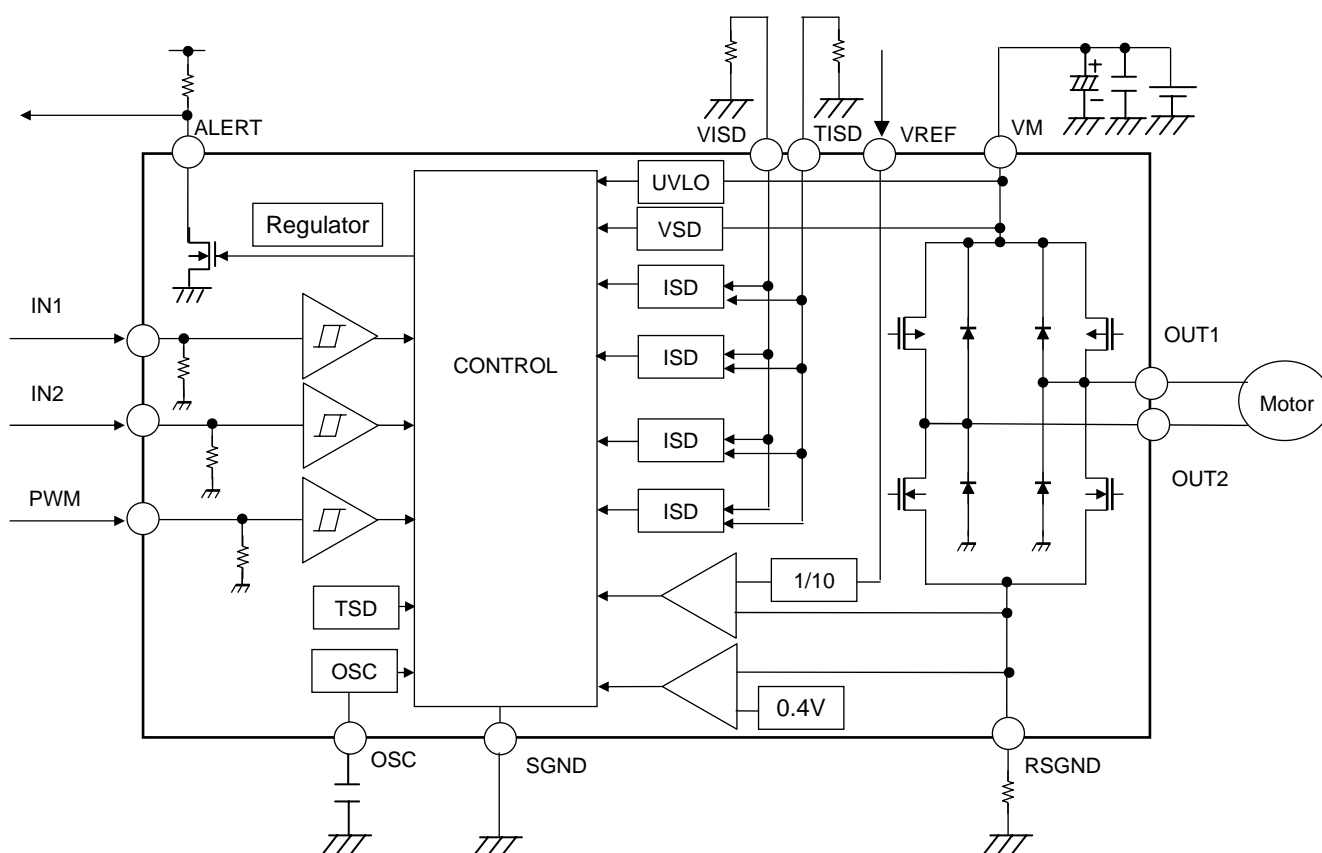 ALERT
VISD
TISD
VREF
VM
+
−
UVLO
Regulator
VSD
ISD
IN1
OUT1
ISD
CONTROL
IN2
Motor
ISD
OUT2
PWM
ISD
1/10
TSD
OSC
0.4V
OSC
SGND
RSGND